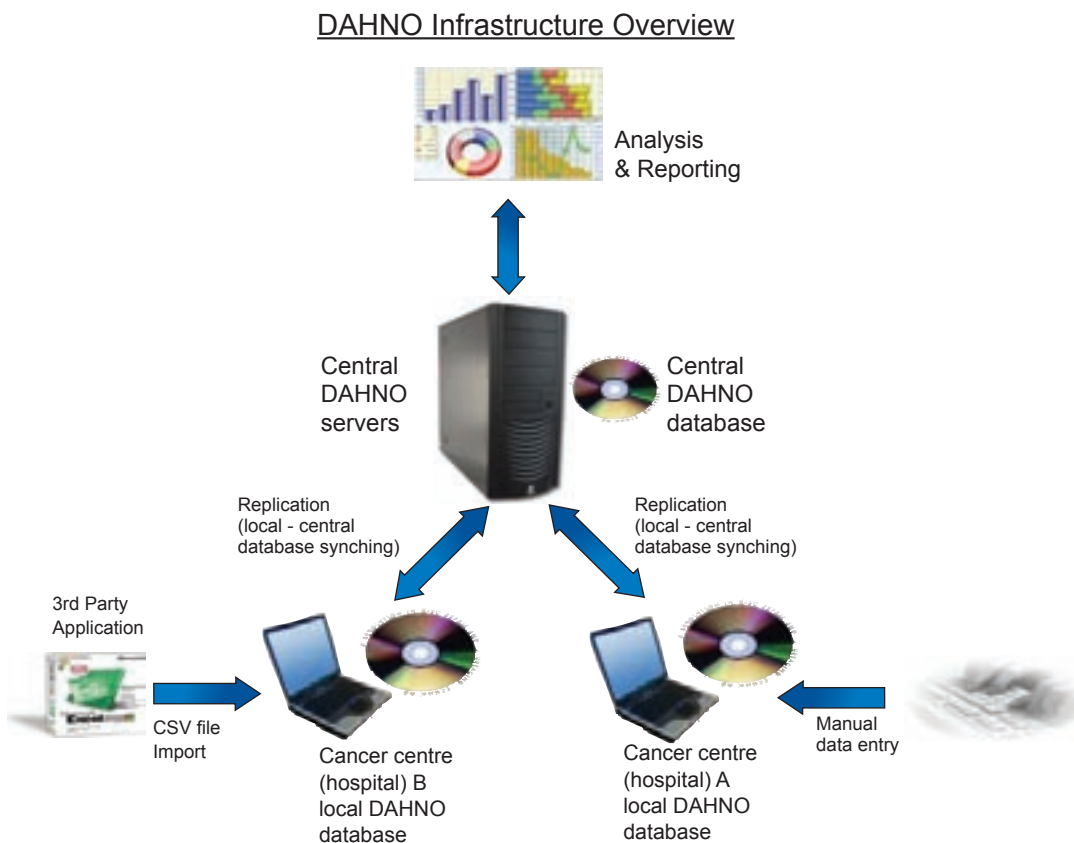 DAHNO Infrastructure Overview
Analysis
& Reporting
Central
DAHNO
servers
Central
DAHNO
database
Replication
(local - central
database synching)
Replication
(local - central
database synching)
3rd Party
Application
Excel
CSV file
Import
Manual
data entry
Cancer centre
(hospital) B
local DAHNO
database
Cancer centre
(hospital) A
local DAHNO
database